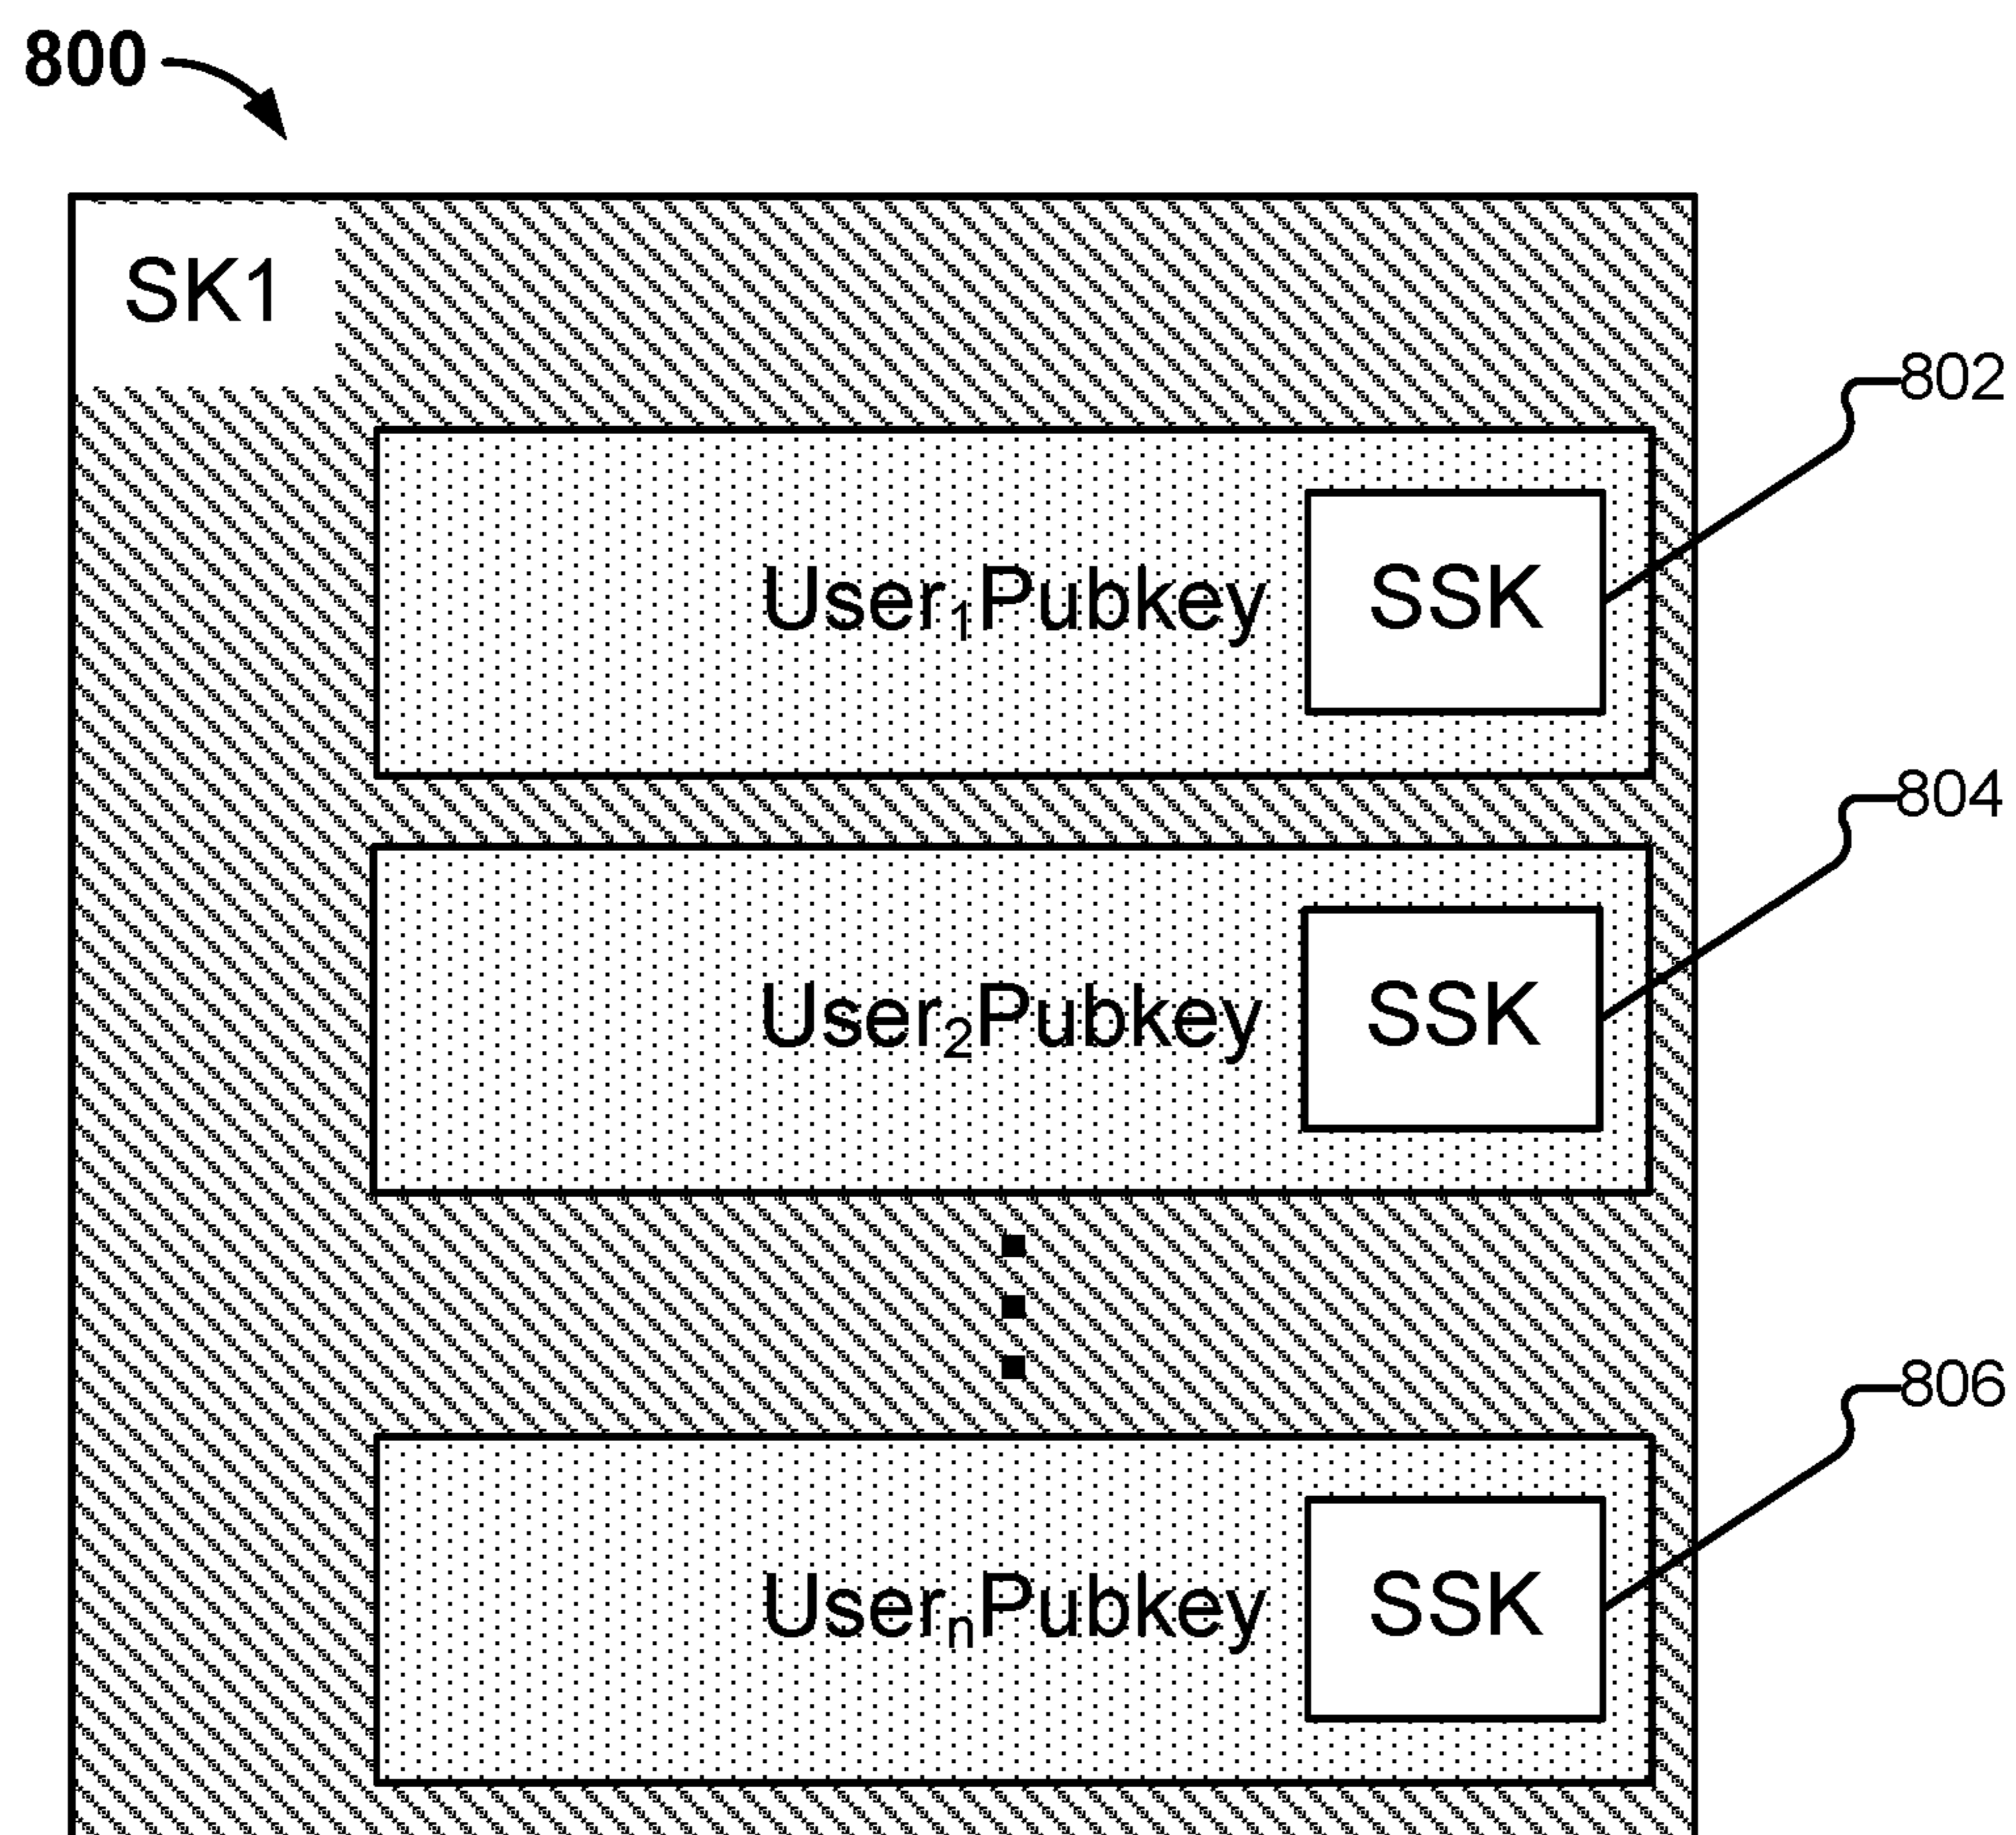 800
SK1
802
User₁Pubkey SSK
804
User₂Pubkey SSK
806
UserₙPubkey SSK